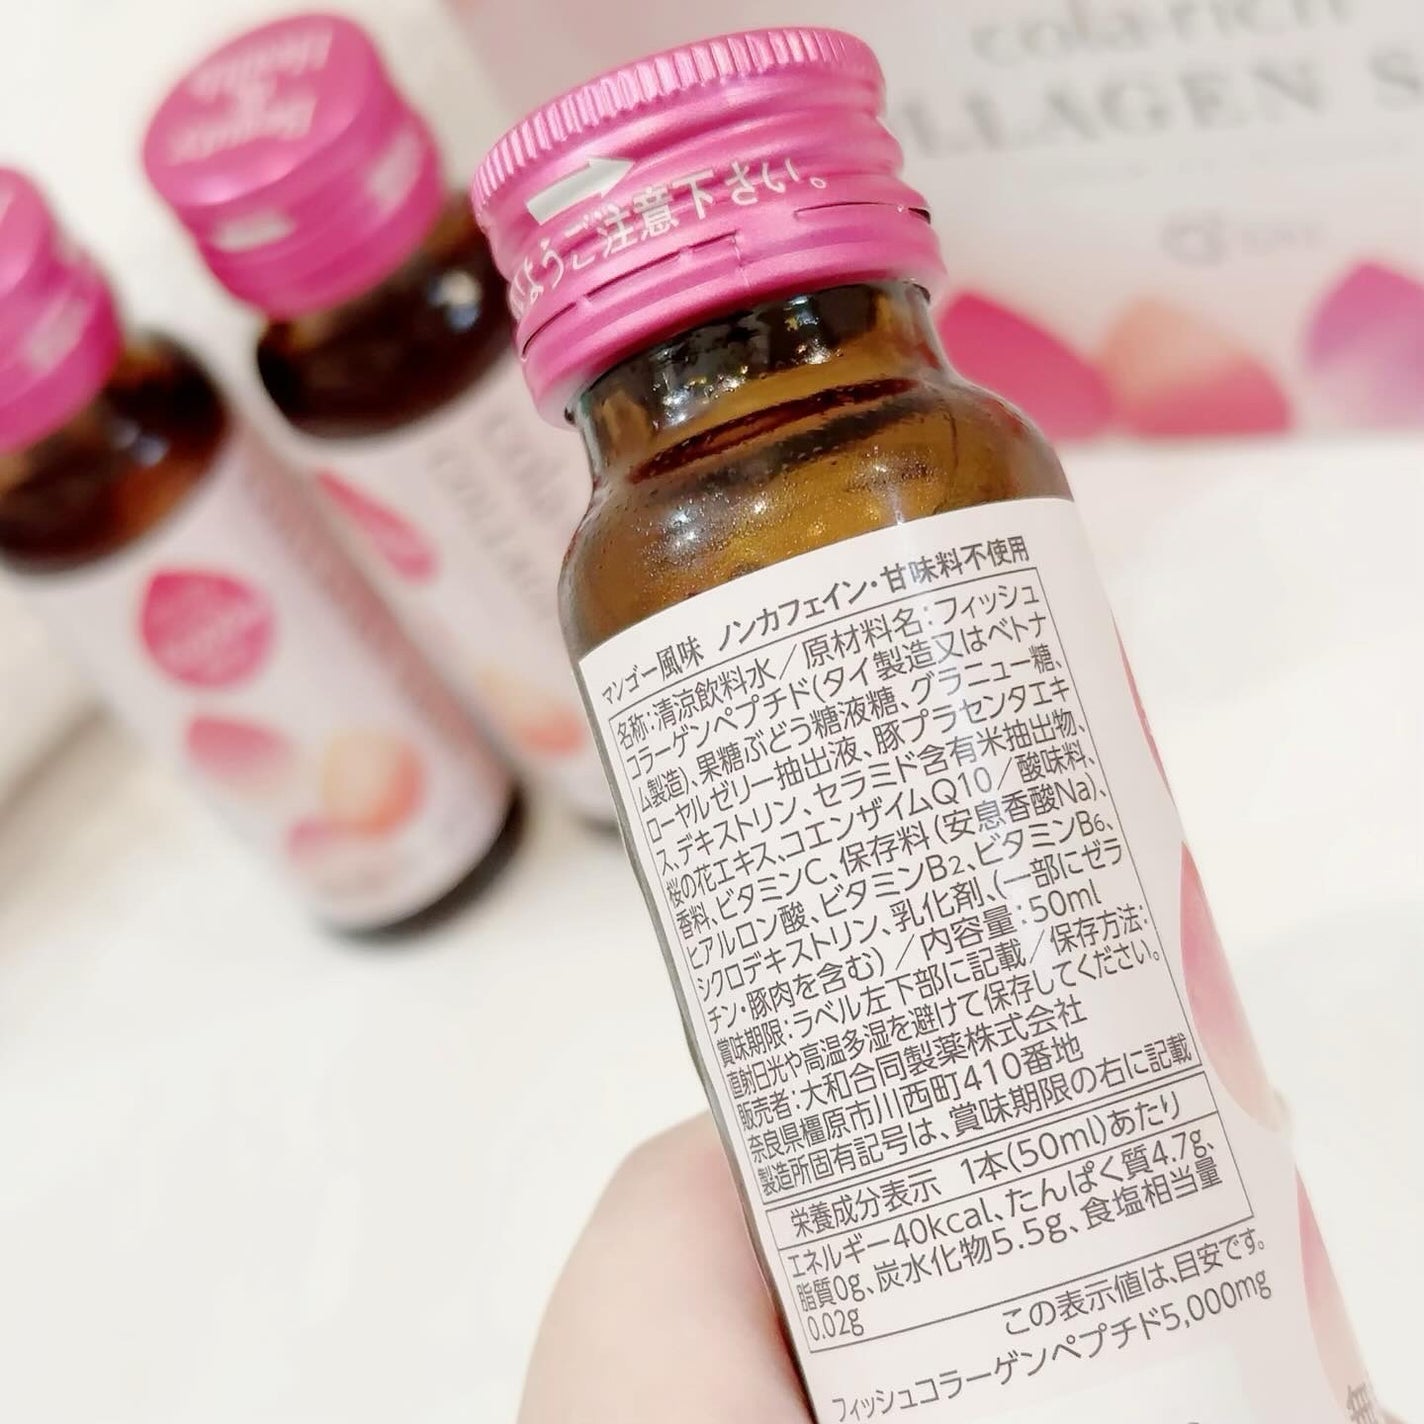 cola-rich
LLAGEN S
ようご注意下さい。
マンゴー風味 ノンカフェイン・甘味料不使用
名称：清涼飲料水／原材料名：フィッシュ
コラーゲンペプチド（タイ製造又はベトナ
ム製造）、果糖ぶどう糖液糖、グラニュー糖、
ローヤルゼリー抽出液、豚プラセンタエキ
ス、デキストリン、セラミド含有米抽出物、
桜の花エキス、コエンザイムQ10／酸味料、
香料、ビタミンC、保存料（安息香酸Na）、
ヒアルロン酸、ビタミンB2、ビタミンB6、
シクロデキストリン、乳化剤、（一部にゼラ
チン・豚肉を含む）／内容量：50ml
賞味期限：ラベル左下部に記載／保存方法：
直射日光や高温多湿を避けて保存してください。
販売者：大和合同製薬株式会社
奈良県橿原市川西町410番地
製造所固有記号は、賞味期限の右に記載
栄養成分表示 1本（50ml）あたり
エネルギー40kcal、たんぱく質4.7g、
脂質0g、炭水化物5.5g、食塩相当量
0.02g
この表示値は、目安です。
フィッシュコラーゲンペプチド5,000mg